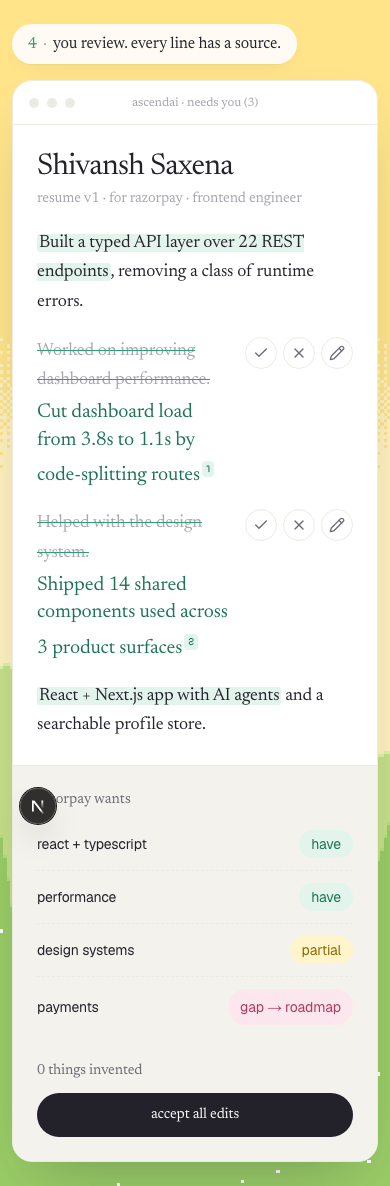 4 · you review. every line has a source.
ascendai · needs you (3)
Shivansh Saxena
resume v1 · for razorpay · frontend engineer
Built a typed API layer over 22 REST
endpoints, removing a class of runtime
errors.
Worked on improving
dashboard performance.
Cut dashboard load
from 3.8s to 1.1s by
code-splitting routes 1
Helped with the design
system.
Shipped 14 shared
components used across
3 product surfaces 2
React + Next.js app with AI agents and a
searchable profile store.
N
orpay wants
react + typescript have
performance have
design systems partial
payments gap → roadmap
0 things invented
accept all edits